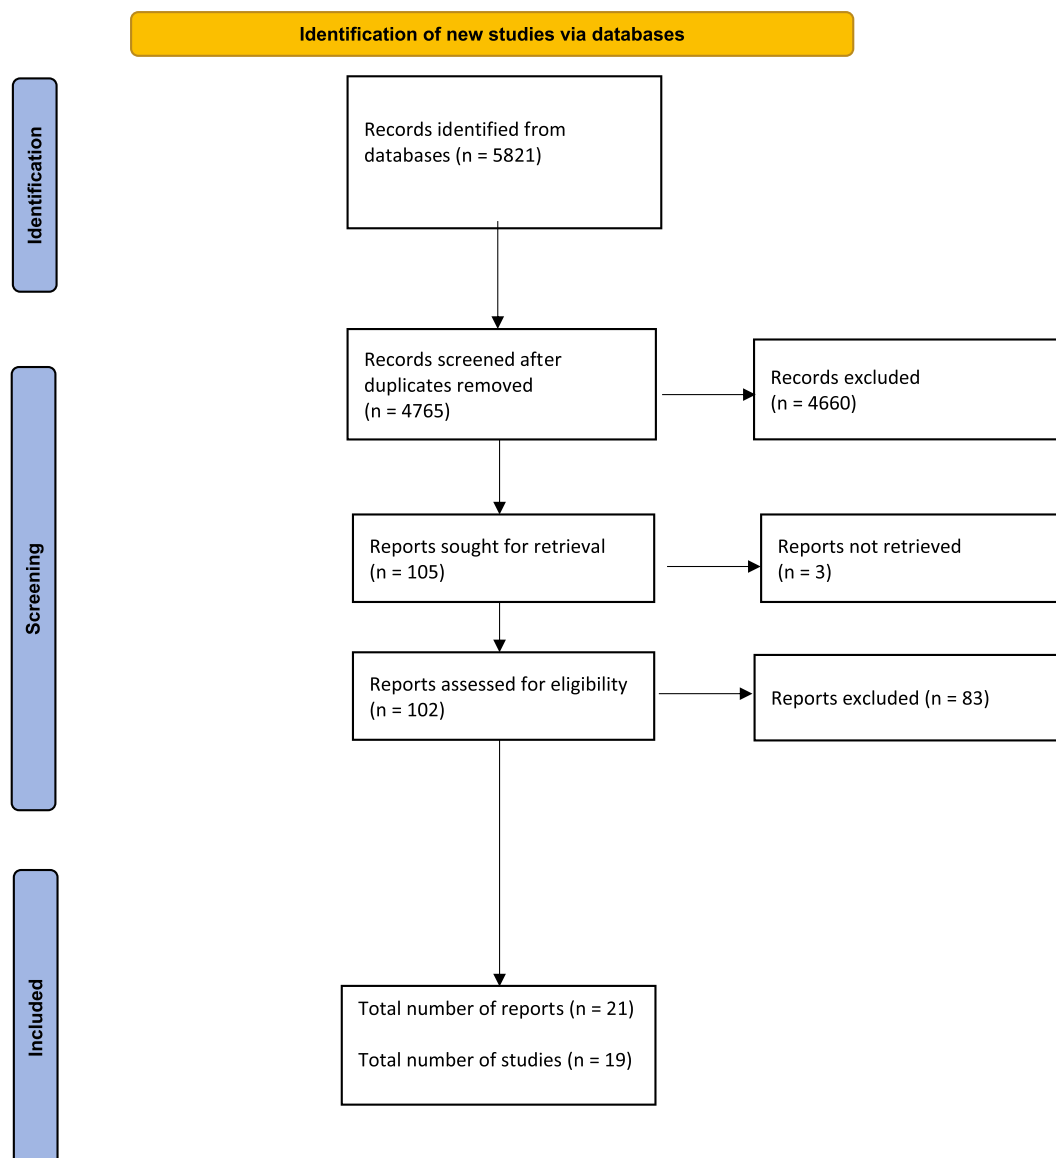 Identification of new studies via databases
Identification
Records identified from
databases (n = 5821)
Screening
Records screened after
duplicates removed
(n = 4765)
Records excluded
(n = 4660)
Reports sought for retrieval
(n = 105)
Reports not retrieved
(n = 3)
Reports assessed for eligibility
(n = 102)
Reports excluded (n = 83)
Included
Total number of reports (n = 21)
Total number of studies (n = 19)